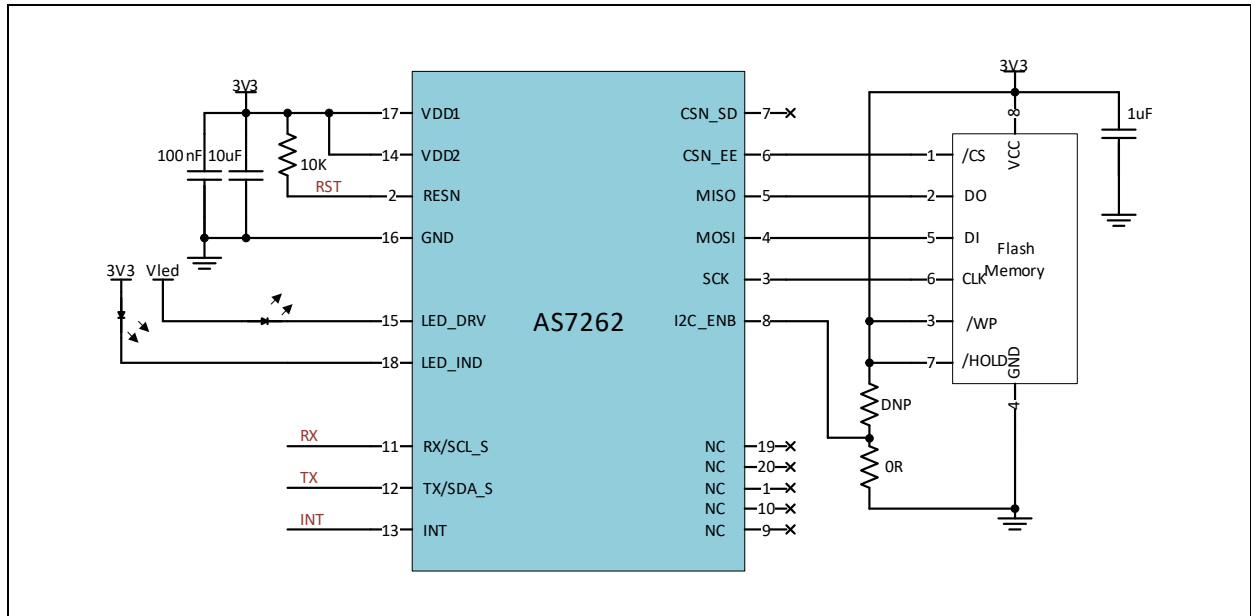 3V3
100nF
10uF
10K
RST
17
VDD1
14
VDD2
2
RESN
16
GND
3V3
Vled
15
LED_DRV
18
LED_IND
RX
11
RX/SCL_S
TX
12
TX/SDA_S
INT
13
INT
AS7262
CSN_SD
7
CSN_EE
6
MISO
5
MOSI
4
SCK
3
I2C_ENB
8
NC
19
NC
20
NC
1
NC
10
NC
9
3V3
1uF
8
VCC
1
/CS
2
DO
5
DI
6
CLK
3
/WP
7
/HOLD
Flash
Memory
GND
4
DNP
0R